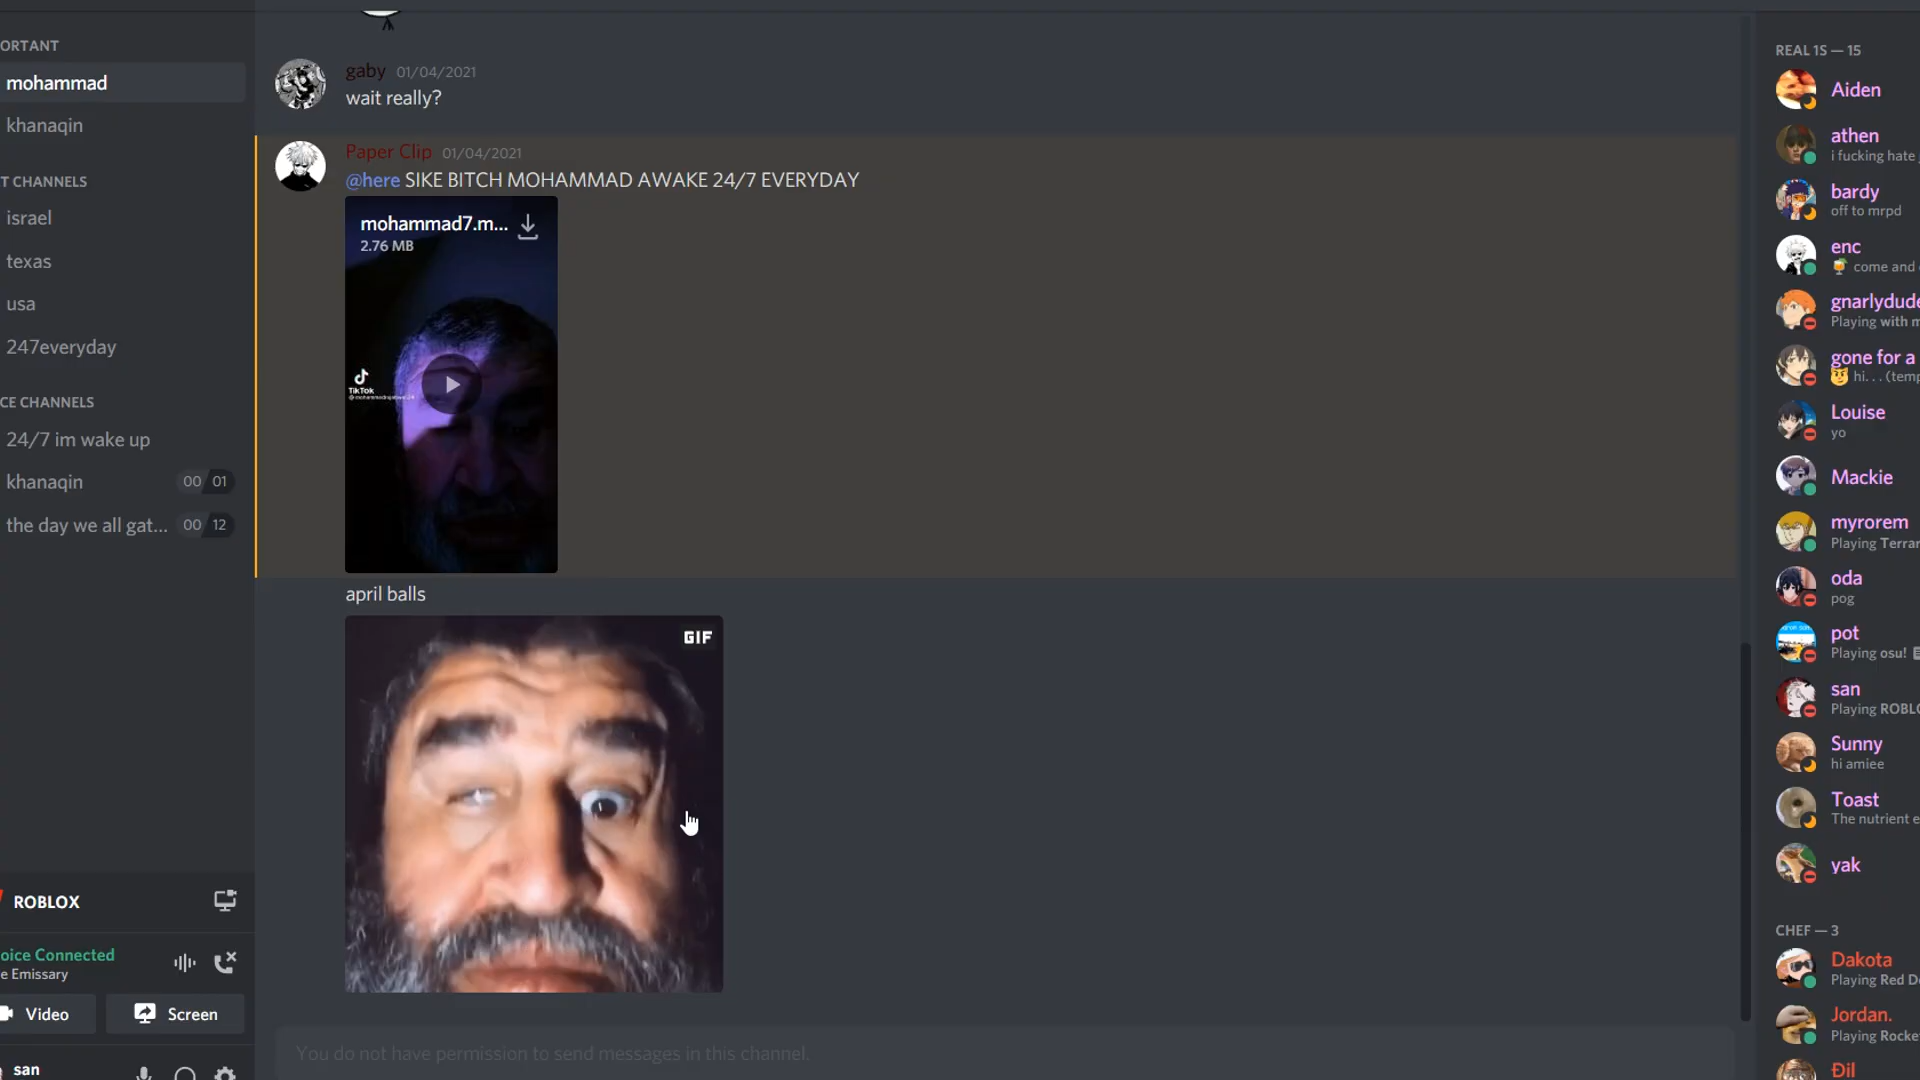 ORTANT
mohammad
khanaqin
T CHANNELS
israel
texas
usa
247everyday
CE CHANNELS
24/7 im wake up
khanaqin 00 01
the day we all gat... 00 12
ROBLOX
oice Connected
e Emissary
Video Screen
san
gaby 01/04/2021
wait really?
Paper Clip 01/04/2021
@here SIKE BITCH MOHAMMAD AWAKE 24/7 EVERYDAY
mohammad7.m...
2.76 MB
TikTok
april balls
GIF
You do not have permission to send messages in this channel.
REAL 1S — 15
Aiden
athen
i fucking hate
bardy
off to mrpd
enc
come and
gnarlydude
Playing with m
gone for a
hi. . . (temp
Louise
yo
Mackie
myrorem
Playing Terrar
oda
pog
pot
Playing osu!
san
Playing ROBLO
Sunny
hi amiee
Toast
The nutrient e
yak
CHEF — 3
Dakota
Playing Red D
Jordan.
Playing Rocke
Đil